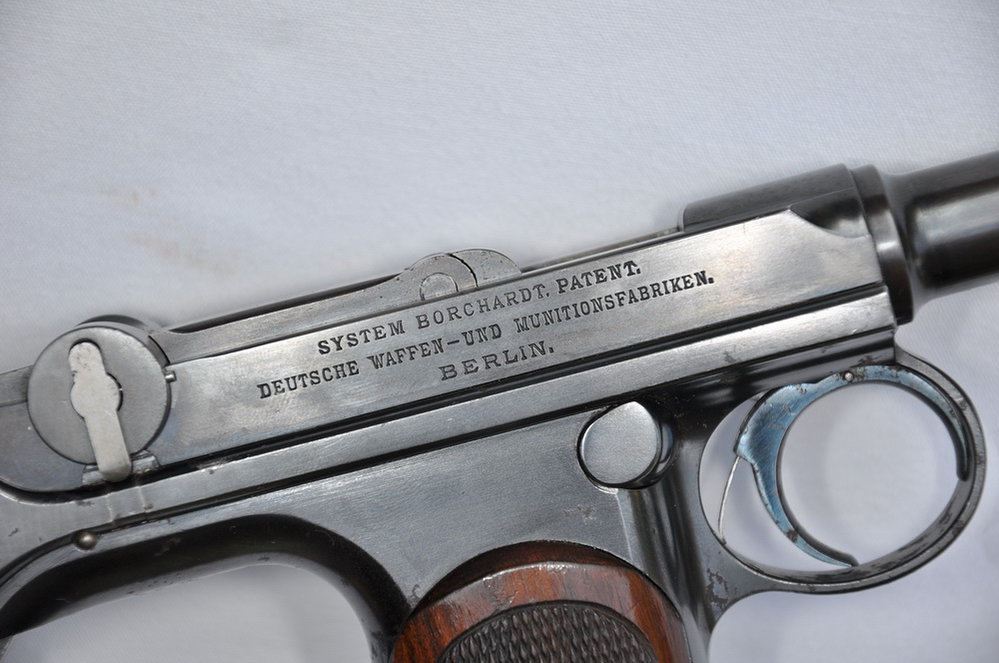 SYSTEM BORCHARDT. PATENT.
DEUTSCHE WAFFEN-UND MUNITIONSFABRIKEN.
BERLIN.